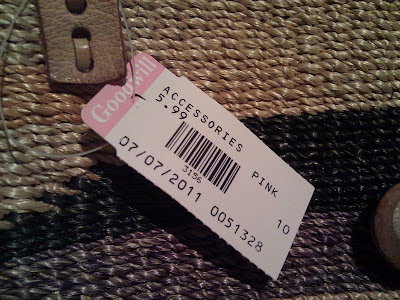 Goodwill
ACCESSORIES PINK
5.99 10
3156
07/07/2011 0051328